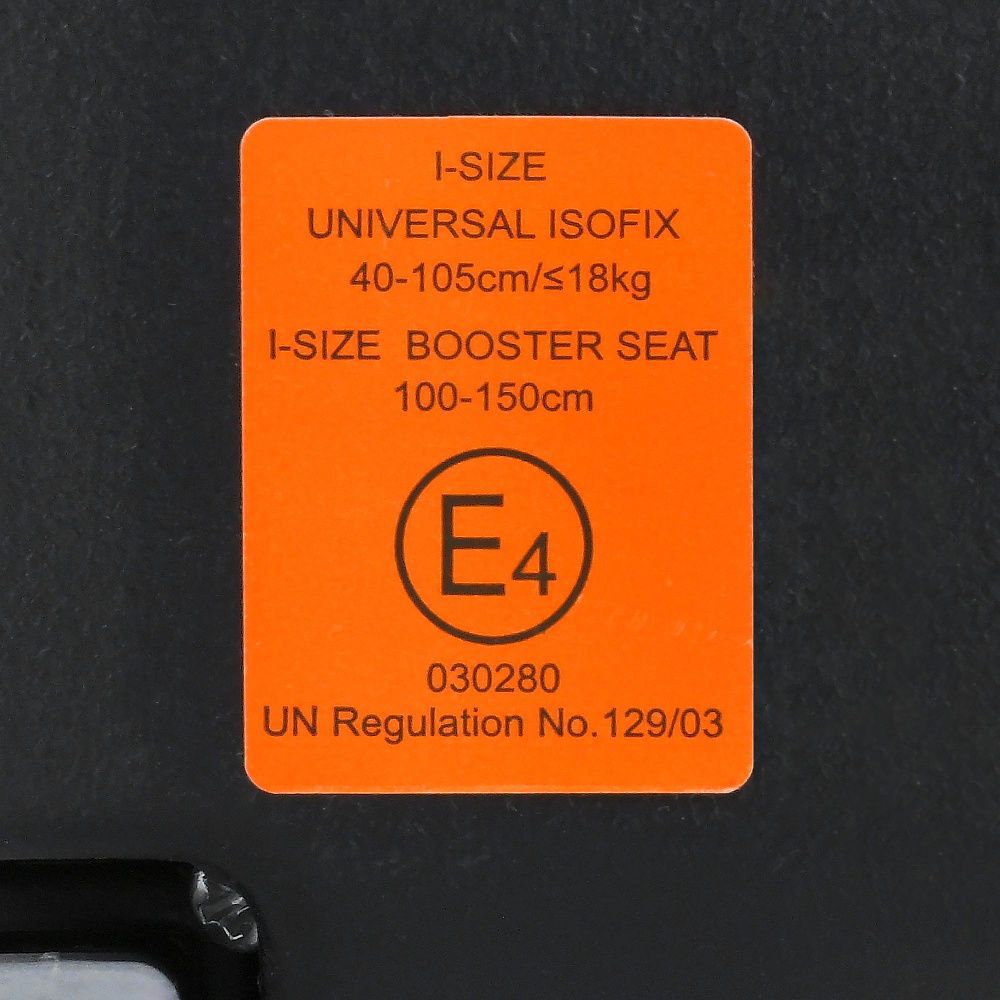 I-SIZE
UNIVERSAL ISOFIX
40-105cm/≤18kg
I-SIZE BOOSTER SEAT
100-150cm
E4
030280
UN Regulation No.129/03